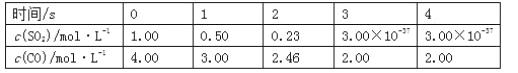 时间/s 0 1 2 3 4
c(SO₂)/mol·L⁻¹ 1.00 0.50 0.23 3.00×10⁻³⁷ 3.00×10⁻³⁷
c(CO)/mol·L⁻¹ 4.00 3.00 2.46 2.00 2.00